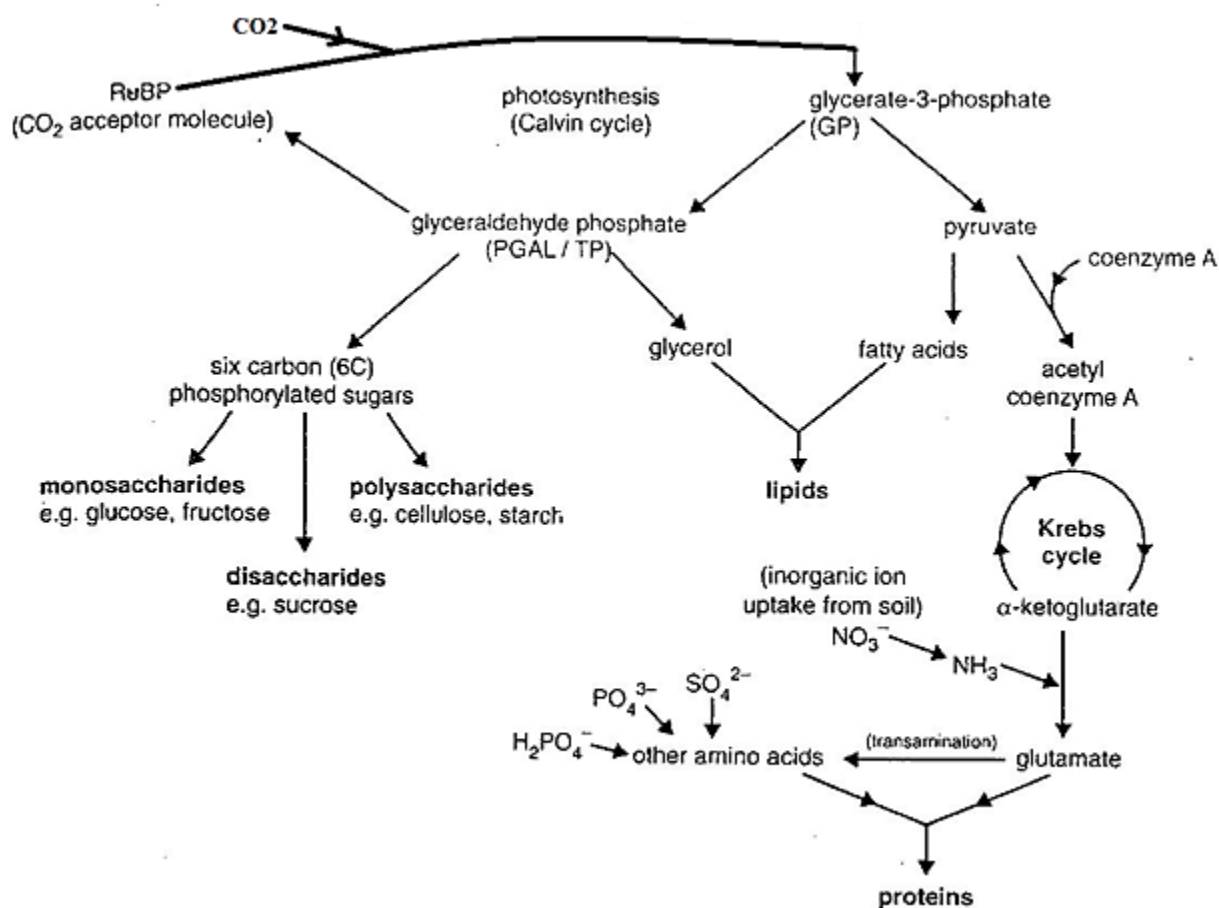 CO2
RuBP
(CO₂ acceptor molecule)
photosynthesis
(Calvin cycle)
glycerate-3-phosphate
(GP)
glyceraldehyde phosphate
(PGAL / TP)
pyruvate
coenzyme A
six carbon (6C)
phosphorylated sugars
glycerol
fatty acids
acetyl
coenzyme A
monosaccharides
e.g. glucose, fructose
polysaccharides
e.g. cellulose, starch
lipids
disaccharides
e.g. sucrose
Krebs
cycle
(inorganic ion
uptake from soil)
α-ketoglutarate
NO₃⁻
NH₃
PO₄³⁻
SO₄²⁻
H₂PO₄⁻
other amino acids
(transamination)
glutamate
proteins